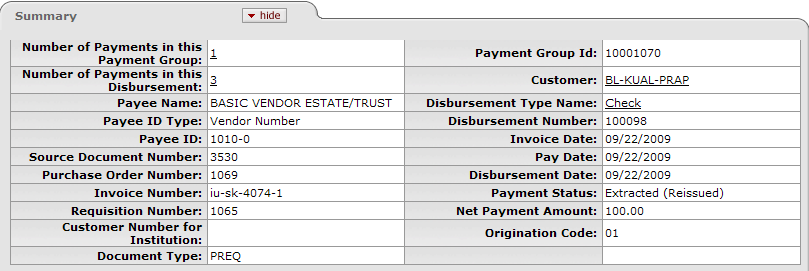 Summary
hide
Number of Payments in this Payment Group: 1 Payment Group Id: 10001070
Number of Payments in this Disbursement: 3 Customer: BL-KUAL-PRAP
Payee Name: BASIC VENDOR ESTATE/TRUST Disbursement Type Name: Check
Payee ID Type: Vendor Number Disbursement Number: 100098
Payee ID: 1010-0 Invoice Date: 09/22/2009
Source Document Number: 3530 Pay Date: 09/22/2009
Purchase Order Number: 1069 Disbursement Date: 09/22/2009
Invoice Number: iu-sk-4074-1 Payment Status: Extracted (Reissued)
Requisition Number: 1065 Net Payment Amount: 100.00
Customer Number for Institution: Origination Code: 01
Document Type: PREQ